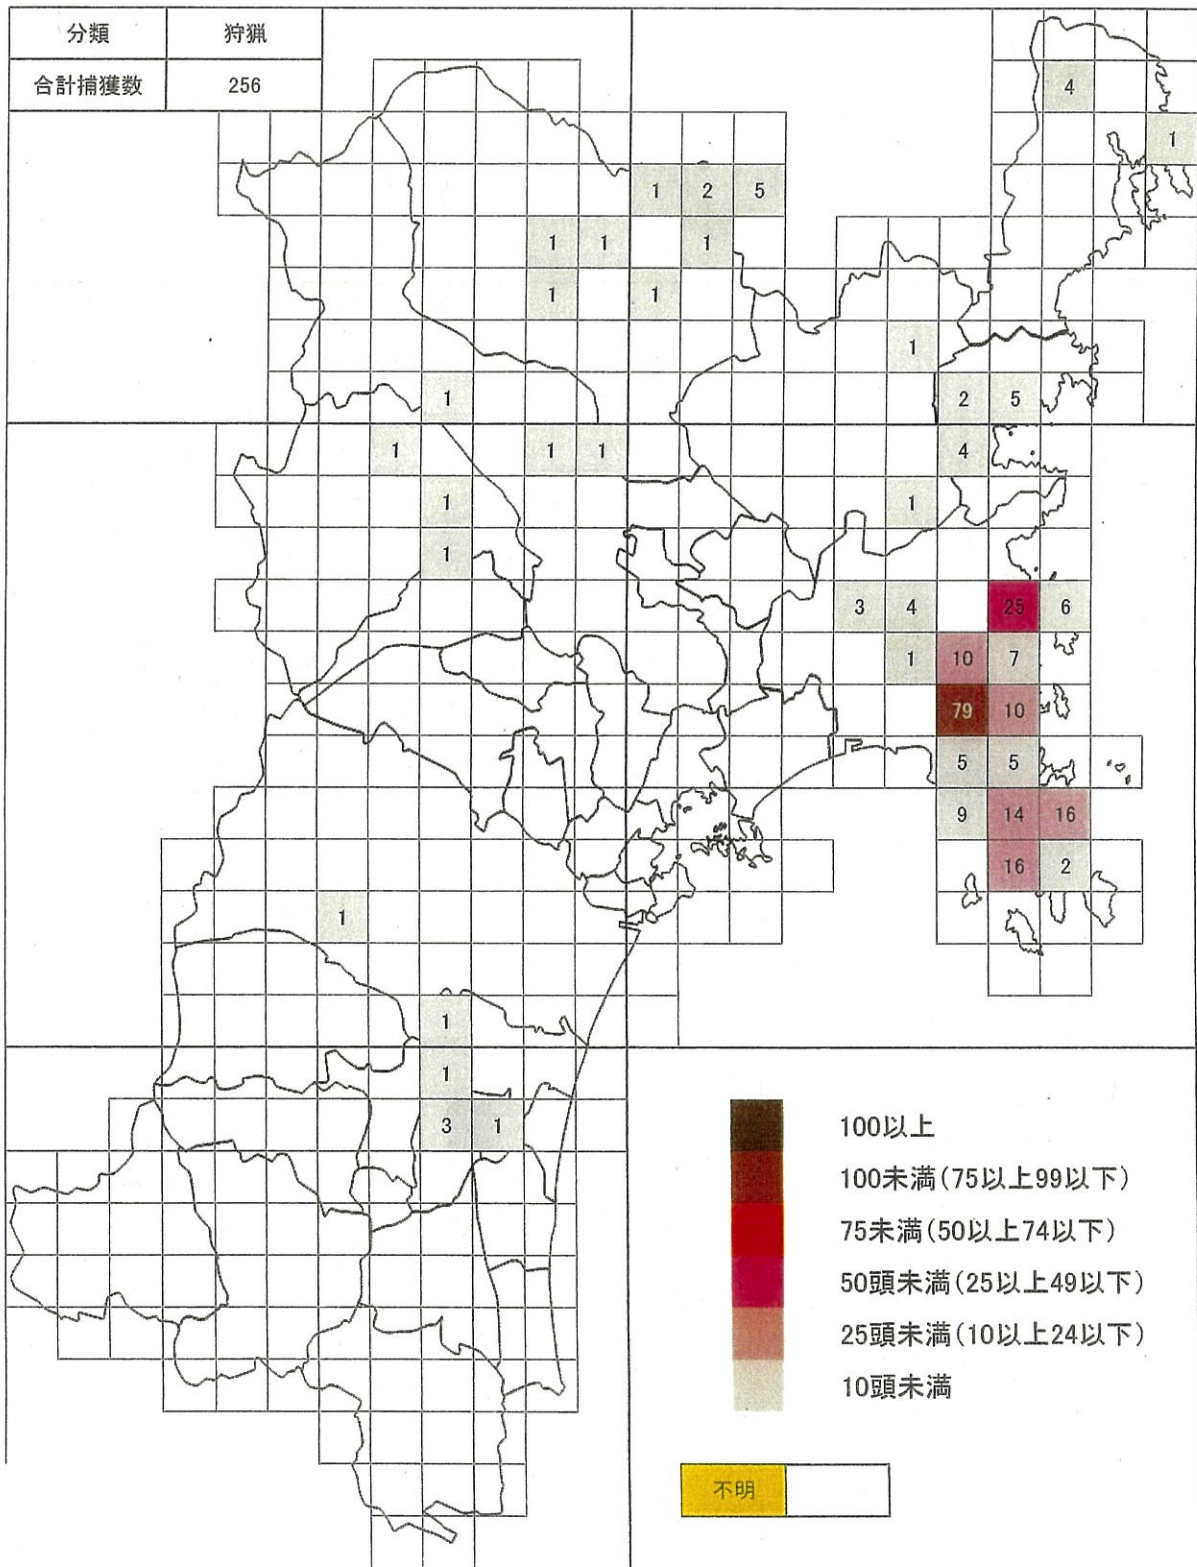 分類 狩猟
合計捕獲数 256
4
1
1 2 5
1 1 1
1 1
1
1 2 5
1 1 1 4
1 1
1
3 4 25 6
1 10 7
79 10
5 5
9 14 16
16 2
1
1
1
3 1
100以上
100未満(75以上99以下)
75未満(50以上74以下)
50頭未満(25以上49以下)
25頭未満(10以上24以下)
10頭未満
不明